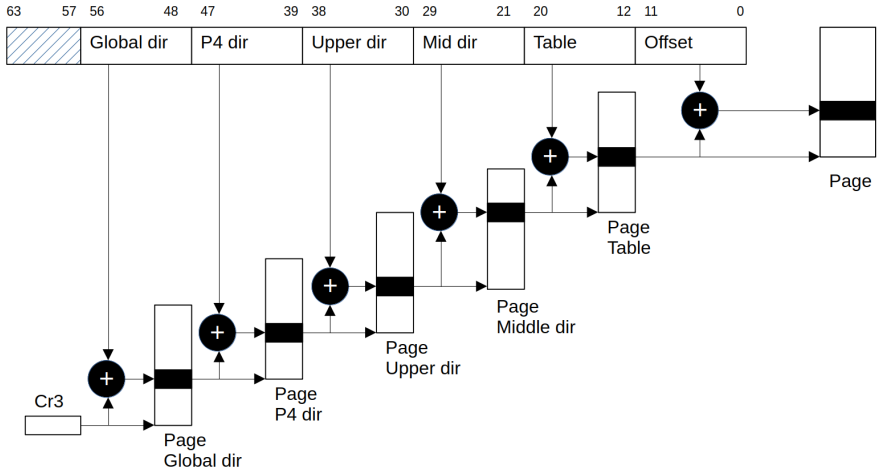 63 57 56 48 47 39 38 30 29 21 20 12 11 0
Global dir P4 dir Upper dir Mid dir Table Offset
+
Page
+
+
Page
Table
+
Page
Middle dir
+
Page
Upper dir
+
Page
P4 dir
Cr3
Page
Global dir